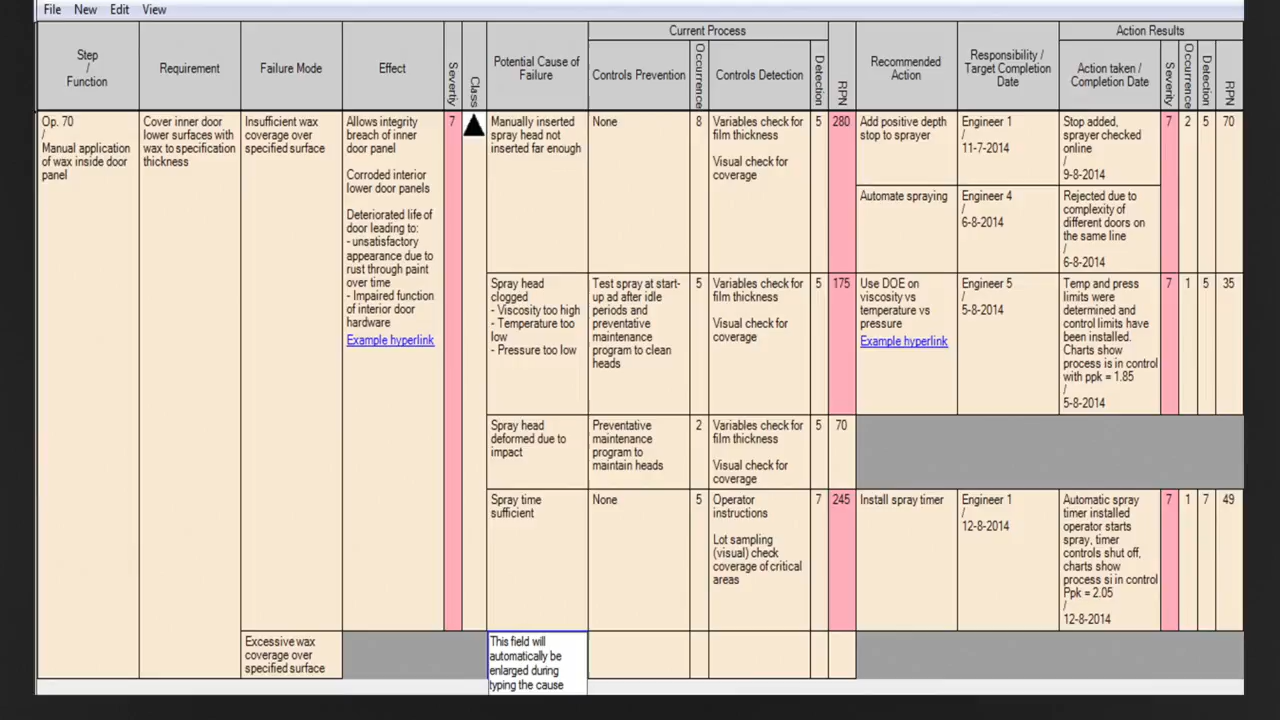 File New Edit View
Step
/
Function
Requirement
Failure Mode
Effect
Severtiy
Class
Potential Cause of
Failure
Current Process
Controls Prevention
Occurrence
Controls Detection
Detection
RPN
Recommended
Action
Responsibility /
Target Completion
Date
Action Results
Action taken /
Completion Date
Severity
Occurrence
Detection
RPN
Op. 70
/
Manual application
of wax inside door
panel
Cover inner door
lower surfaces with
wax to specification
thickness
Insufficient wax
coverage over
specified surface
Allows integrity
breach of inner
door panel
Corroded interior
lower door panels
Deteriorated life of
door leading to:
- unsatisfactory
appearance due to
rust through paint
over time
- Impaired function
of interior door
hardware
Example hyperlink
7
Manually inserted
spray head not
inserted far enough
None
8
Variables check for
film thickness
Visual check for
coverage
5
280
Add positive depth
stop to sprayer
Engineer 1
/
11-7-2014
Stop added,
sprayer checked
online
/
9-8-2014
7
2
5
70
Automate spraying
Engineer 4
/
6-8-2014
Rejected due to
complexity of
different doors on
the same line
/
6-8-2014
Spray head
clogged
- Viscosity too high
- Temperature too
low
- Pressure too low
Test spray at start-
up ad after idle
periods and
preventative
maintenance
program to clean
heads
5
Variables check for
film thickness
Visual check for
coverage
5
175
Use DOE on
viscosity vs
temperature vs
pressure
Example hyperlink
Engineer 5
/
5-8-2014
Temp and press
limits were
determined and
control limits have
been installed.
Charts show
process is in control
with ppk = 1.85
/
5-8-2014
7
1
5
35
Spray head
deformed due to
impact
Preventative
maintenance
program to
maintain heads
2
Variables check for
film thickness
Visual check for
coverage
5
70
Spray time
sufficient
None
5
Operator
instructions
Lot sampling
(visual) check
coverage of critical
areas
7
245
Install spray timer
Engineer 1
/
12-8-2014
Automatic spray
timer installed
operator starts
spray, timer
controls shut off,
charts show
process si in control
Ppk = 2.05
/
12-8-2014
7
1
7
49
Excessive wax
coverage over
specified surface
This field will
automatically be
enlarged during
typing the cause